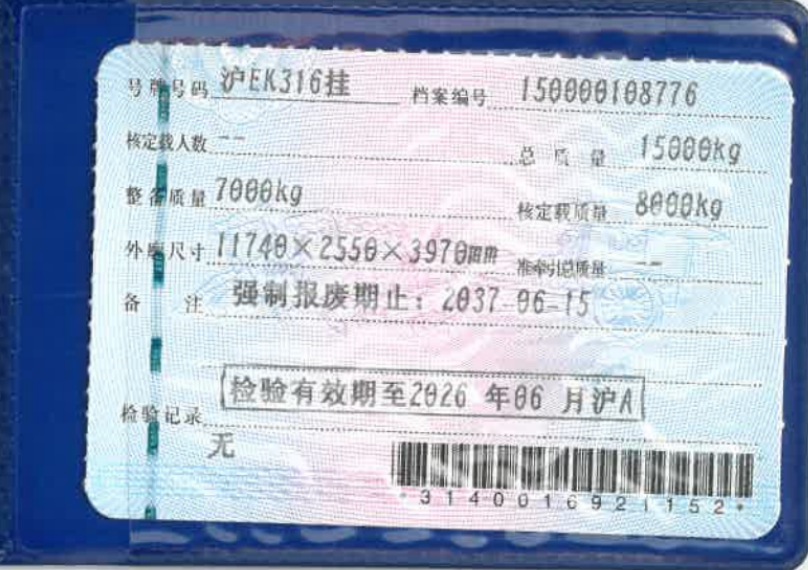 号牌号码 沪EK316挂 档案编号 150000108776
核定载人数 -- 总质量 15000kg
整备质量 7000kg 核定载质量 8000kg
外廓尺寸 11740×2550×3970mm 准牵引总质量 --
备注 强制报废期止：2037-06-15
检验有效期至2026年06月沪A
检验记录
无
*3140016921152*